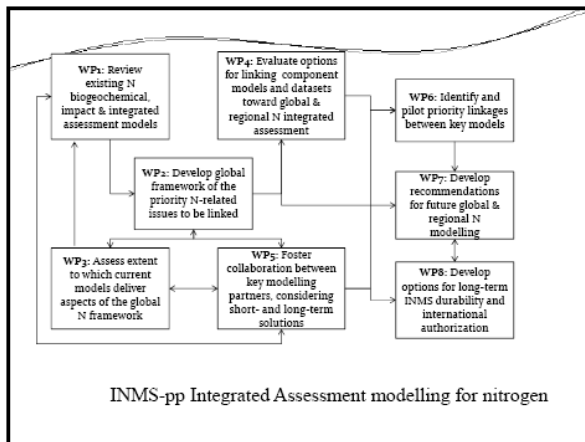 WP1: Review
existing N
biogeochemical,
impact & integrated
assessment models
WP4: Evaluate options
for linking component
models and datasets
toward global &
regional N integrated
assessment
WP6: Identify and
pilot priority linkages
between key models
WP2: Develop global
framework of the
priority N-related
issues to be linked
WP7: Develop
recommendations
for future global &
regional N
modelling
WP3: Assess extent
to which current
models deliver
aspects of the global
N framework
WP5: Foster
collaboration between
key modelling
partners, considering
short- and long-term
solutions
WP8: Develop
options for long-term
INMS durability and
international
authorization
INMS-pp Integrated Assessment modelling for nitrogen